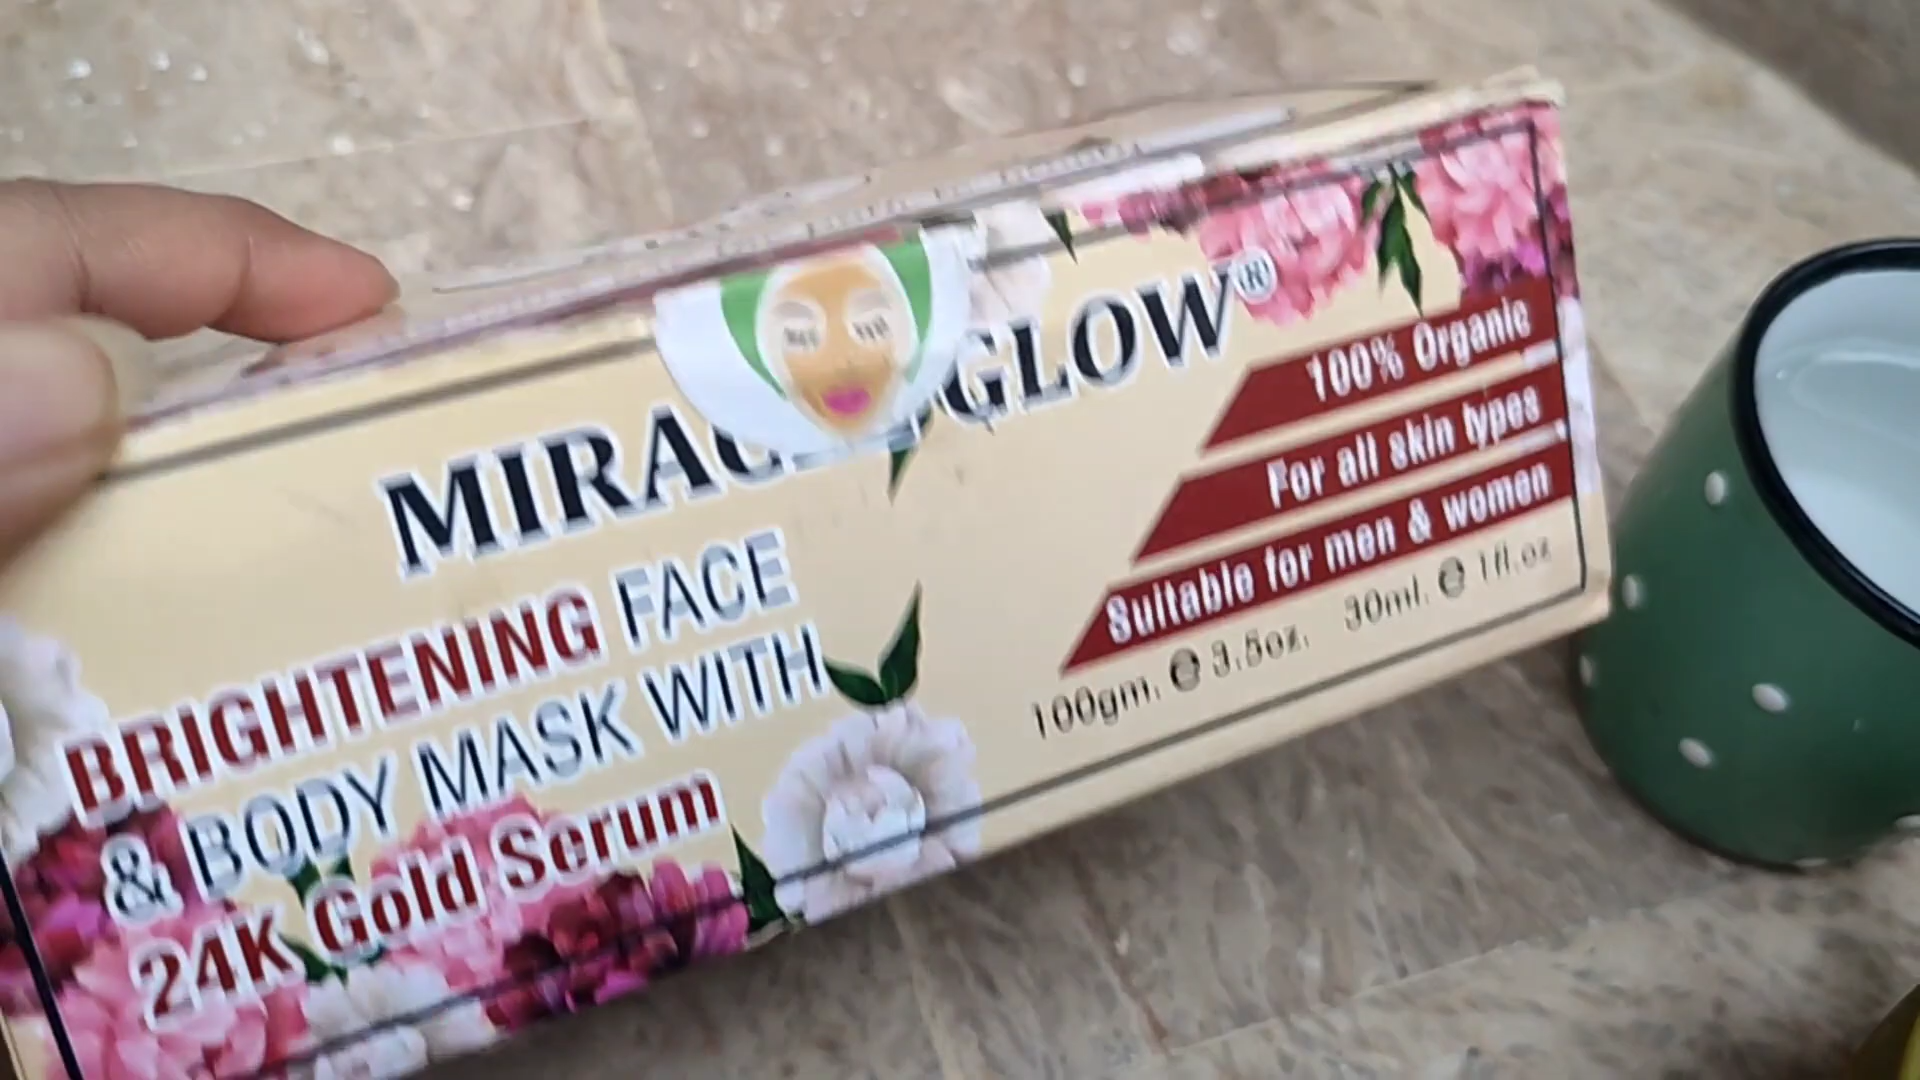 GLOW®
BRIGHTENING FACE
& BODY MASK WITH
24K Gold Serum
100% Organic
For all skin types
Suitable for men & women
100gm. ℮ 3.5oz. 30ml. ℮ 1fl.oz